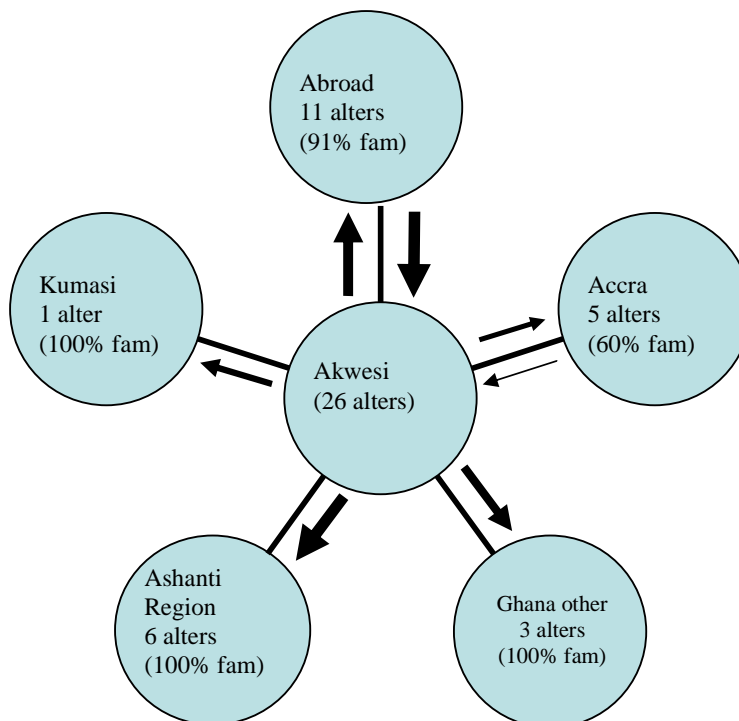 Abroad
11 alters
(91% fam)
Kumasi
1 alter
(100% fam)
Accra
5 alters
(60% fam)
Akwesi
(26 alters)
Ashanti
Region
6 alters
(100% fam)
Ghana other
3 alters
(100% fam)